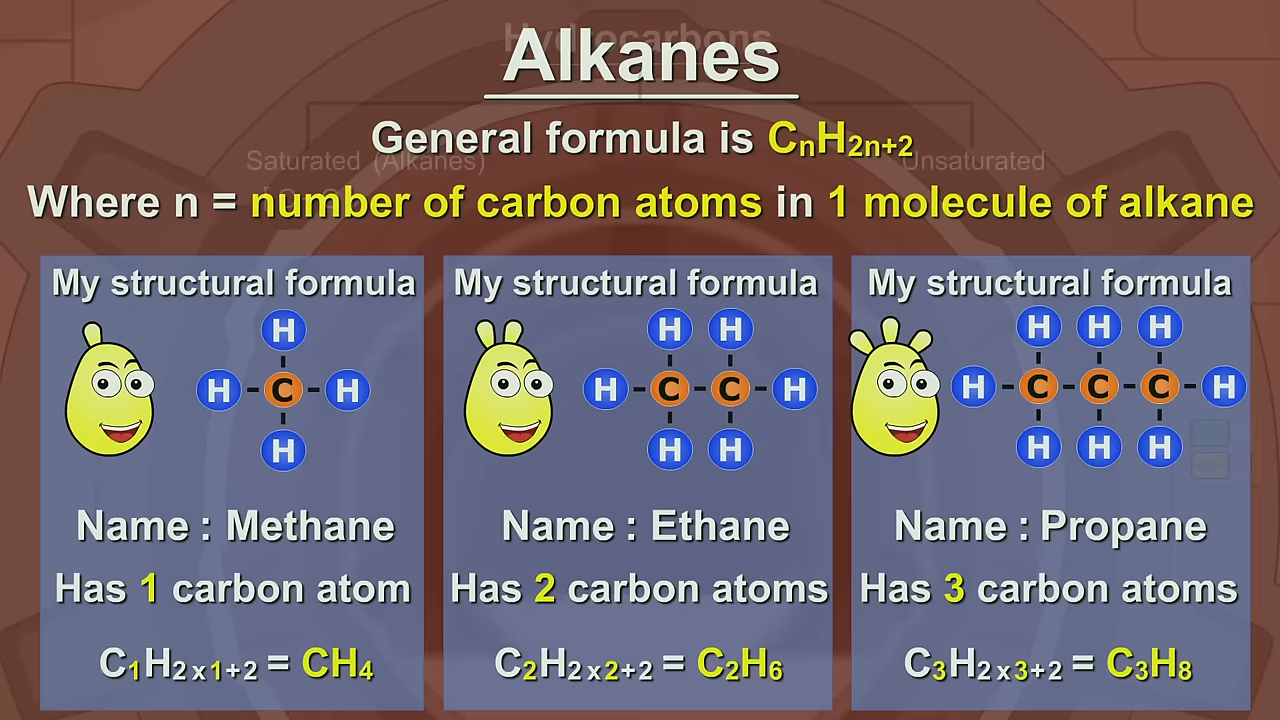 Hydrocarbons
Alkanes
General formula is CnH2n+2
Saturated (Alkanes)
Unsaturated
Where n = number of carbon atoms in 1 molecule of alkane
My structural formula
H
H - C - H
H
Name : Methane
Has 1 carbon atom
C1H2x1+2 = CH4
My structural formula
H H
H - C - C - H
H H
Name : Ethane
Has 2 carbon atoms
C2H2x2+2 = C2H6
My structural formula
H H H
H - C - C - C - H
H H H
Name : Propane
Has 3 carbon atoms
C3H2x3+2 = C3H8